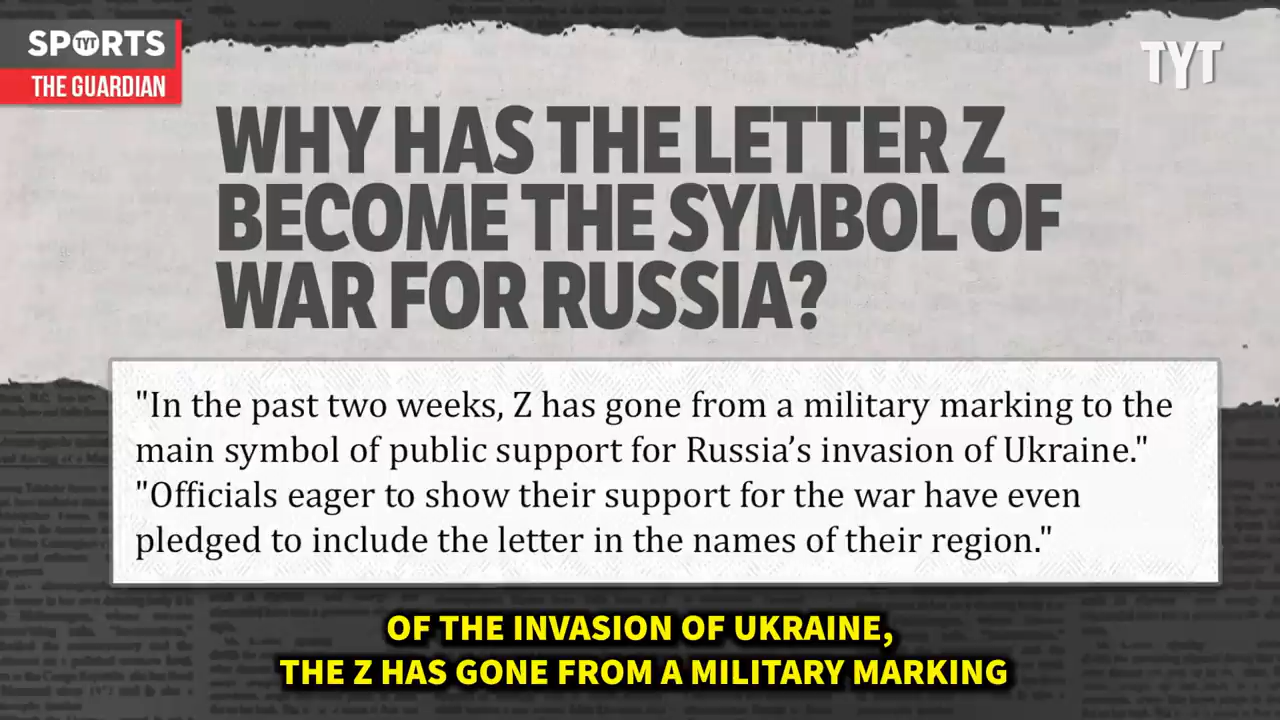 SPORTS
TYT
THE GUARDIAN
TYT
WHY HAS THE LETTER Z
BECOME THE SYMBOL OF
WAR FOR RUSSIA?
"In the past two weeks, Z has gone from a military marking to the
main symbol of public support for Russia’s invasion of Ukraine."
"Officials eager to show their support for the war have even
pledged to include the letter in the names of their region."
OF THE INVASION OF UKRAINE,
THE Z HAS GONE FROM A MILITARY MARKING